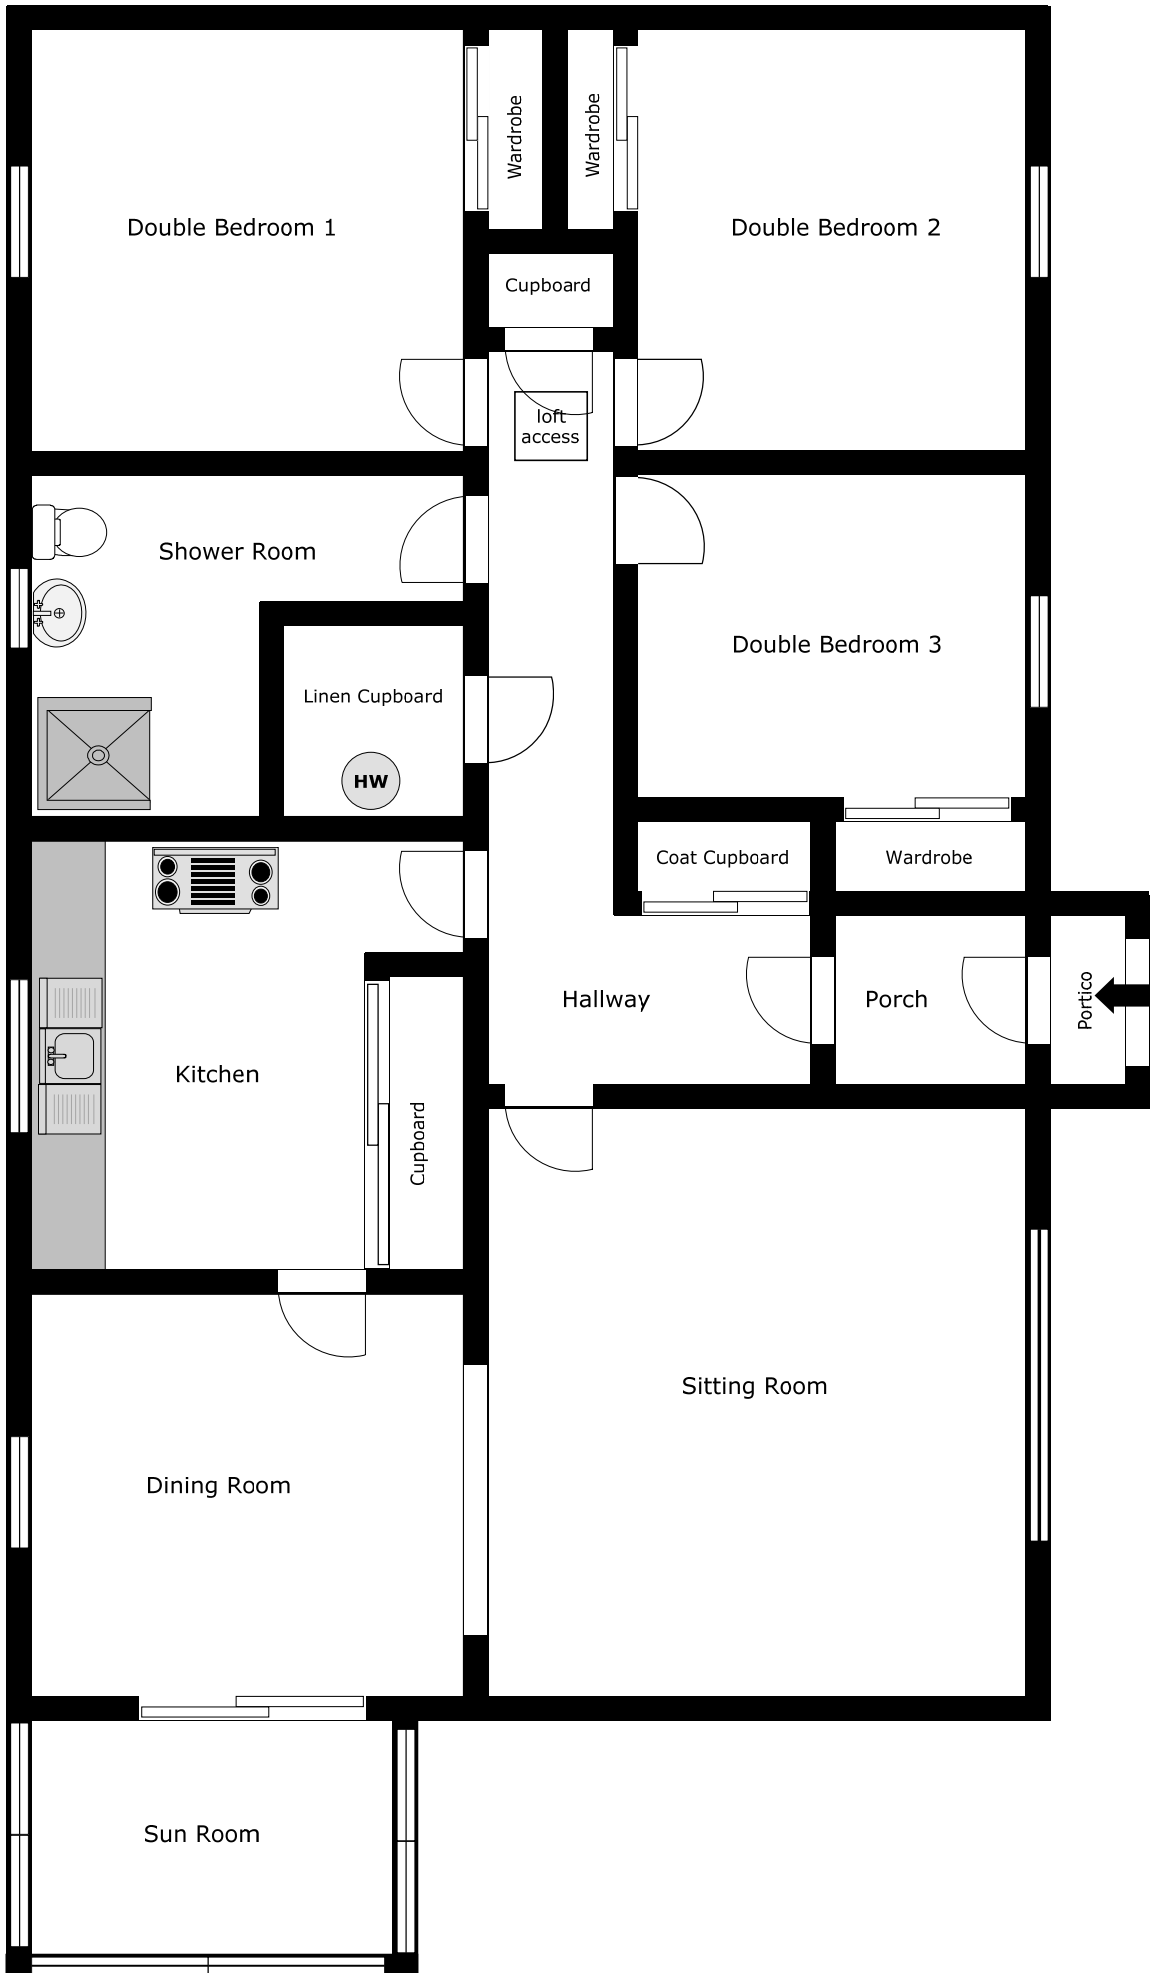 Wardrobe
Wardrobe
Double Bedroom 1
Double Bedroom 2
Cupboard
loft
access
Shower Room
Double Bedroom 3
Linen Cupboard
HW
Coat Cupboard
Wardrobe
Hallway
Porch
Portico
Kitchen
Cupboard
Sitting Room
Dining Room
Sun Room